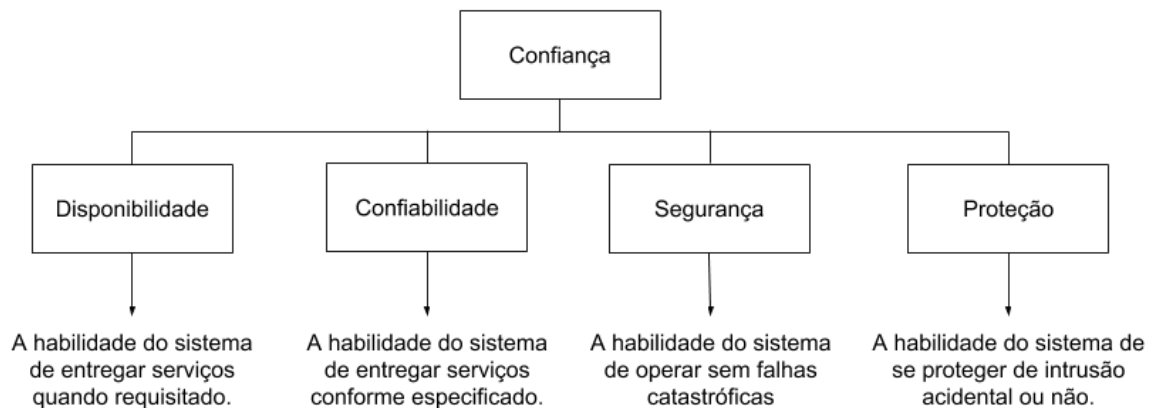 Confiança
Disponibilidade
Confiabilidade
Segurança
Proteção
A habilidade do sistema
de entregar serviços
quando requisitado.
A habilidade do sistema
de entregar serviços
conforme especificado.
A habilidade do sistema
de operar sem falhas
catastróficas
A habilidade do sistema de
se proteger de intrusão
acidental ou não.